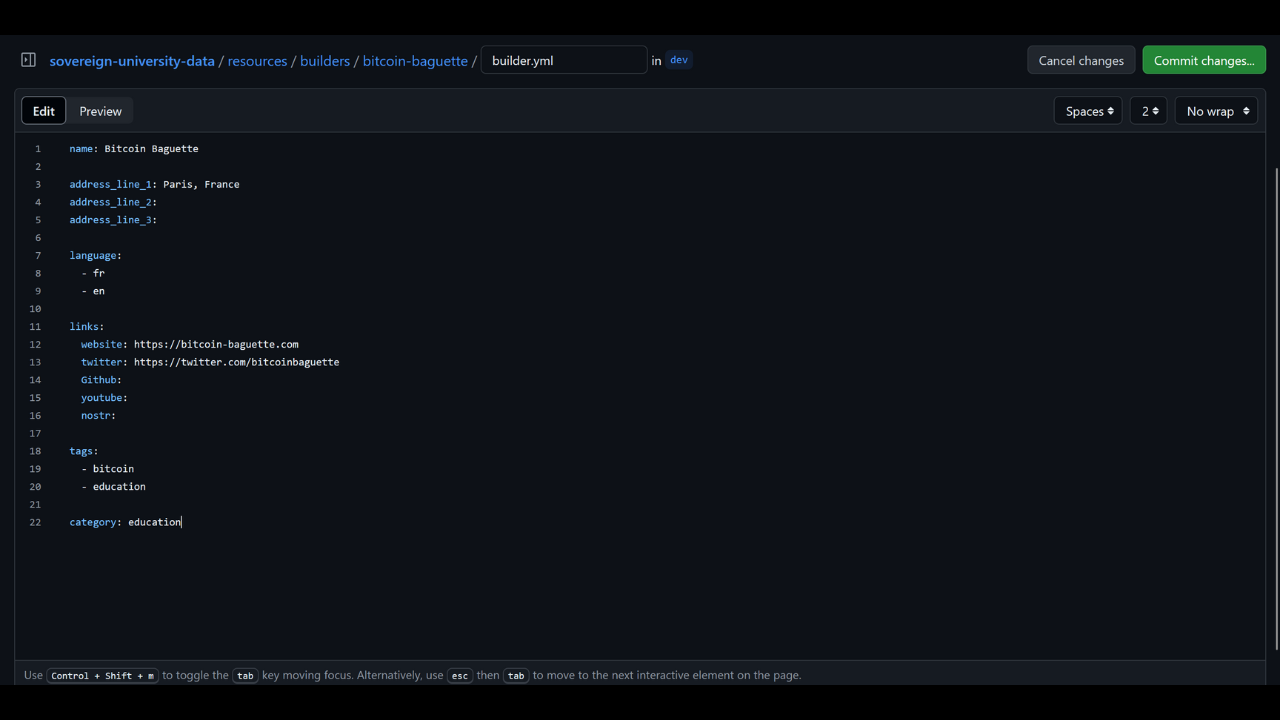 sovereign-university-data / resources / builders / bitcoin-baguette / builder.yml in dev Cancel changes Commit changes...
Edit Preview Spaces 2 No wrap
1 name: Bitcoin Baguette
2
3 address_line_1: Paris, France
4 address_line_2:
5 address_line_3:
6
7 language:
8 - fr
9 - en
10
11 links:
12 website: https://bitcoin-baguette.com
13 twitter: https://twitter.com/bitcoinbaguette
14 Github:
15 youtube:
16 nostr:
17
18 tags:
19 - bitcoin
20 - education
21
22 category: education
Use Control + Shift + m to toggle the tab key moving focus. Alternatively, use esc then tab to move to the next interactive element on the page.